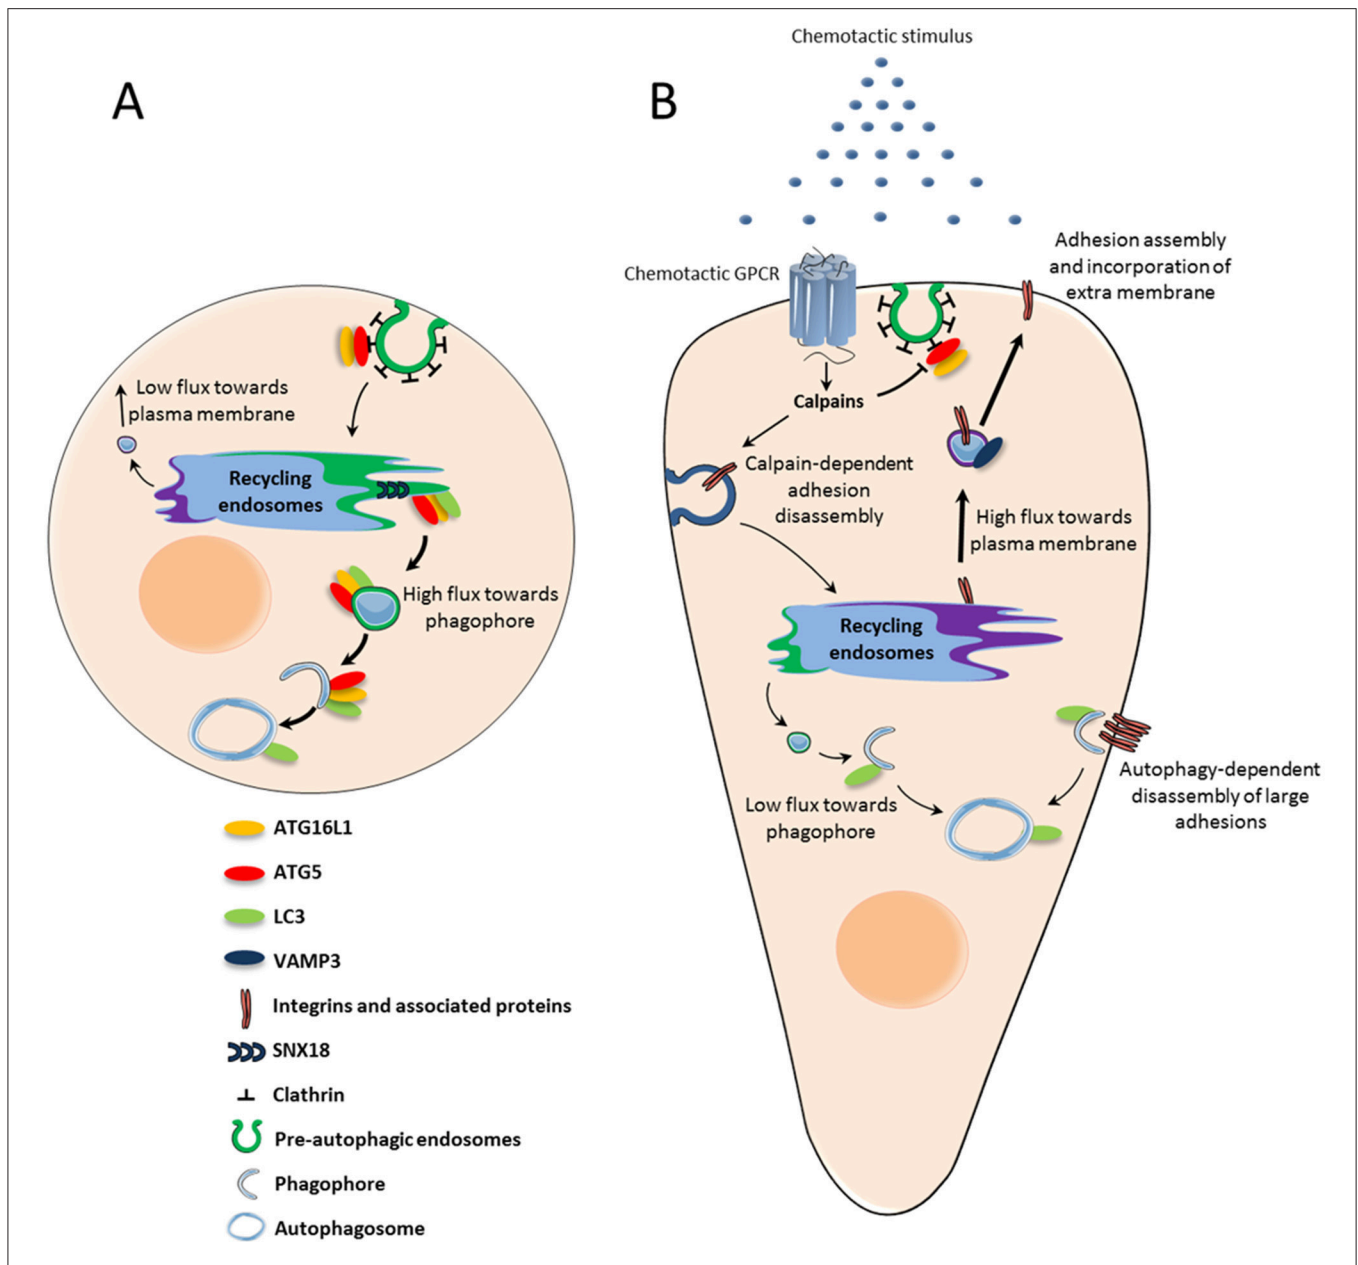 A
Low flux towards
plasma membrane
Recycling
endosomes
High flux towards
phagophore
ATG16L1
ATG5
LC3
VAMP3
Integrins and associated proteins
SNX18
Clathrin
Pre-autophagic endosomes
Phagophore
Autophagosome
B
Chemotactic stimulus
Chemotactic GPCR
Adhesion assembly
and incorporation of
extra membrane
Calpains
Calpain-dependent
adhesion
disassembly
High flux towards
plasma membrane
Recycling
endosomes
Low flux towards
phagophore
Autophagy-dependent
disassembly of large
adhesions